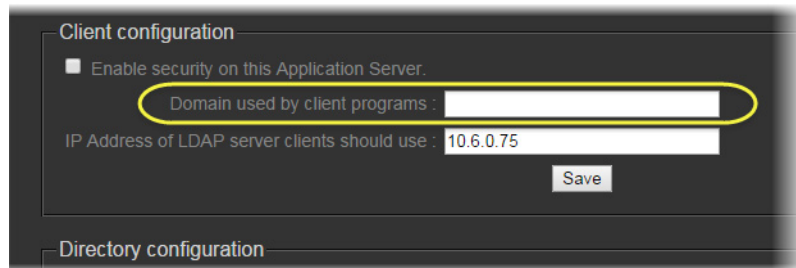 Client configuration
Enable security on this Application Server.
Domain used by client programs :
IP Address of LDAP server clients should use : 10.6.0.75
Save
Directory configuration